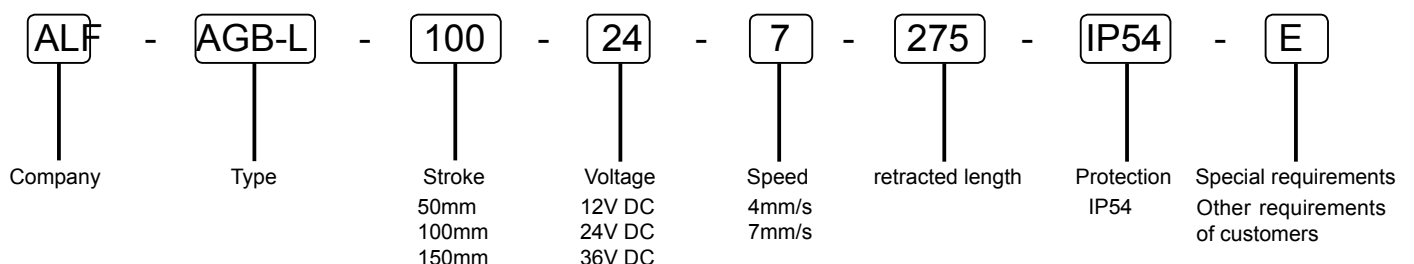 ALF - AGB-L - 100 - 24 - 7 - 275 - IP54 - E
Company Type Stroke Voltage Speed retracted length Protection Special requirements
50mm 12V DC 4mm/s IP54 Other requirements
100mm 24V DC 7mm/s of customers
150mm 36V DC